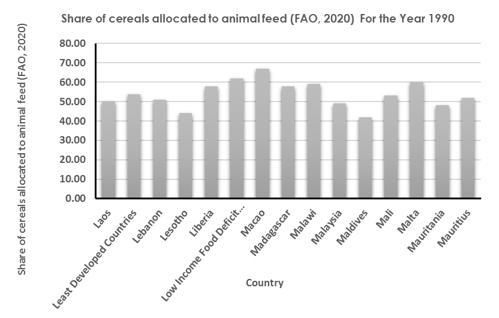 Share of cereals allocated to animal feed (FAO, 2020)  For the Year 1990
Share of cereals allocated to animal feed (FAO, 2020)
80.00
70.00
60.00
50.00
40.00
30.00
20.00
10.00
0.00
Laos
Least Developed Countries
Lebanon
Lesotho
Liberia
Low Income Food Deficit...
Macao
Madagascar
Malawi
Malaysia
Maldives
Mali
Malta
Mauritania
Mauritius
Country